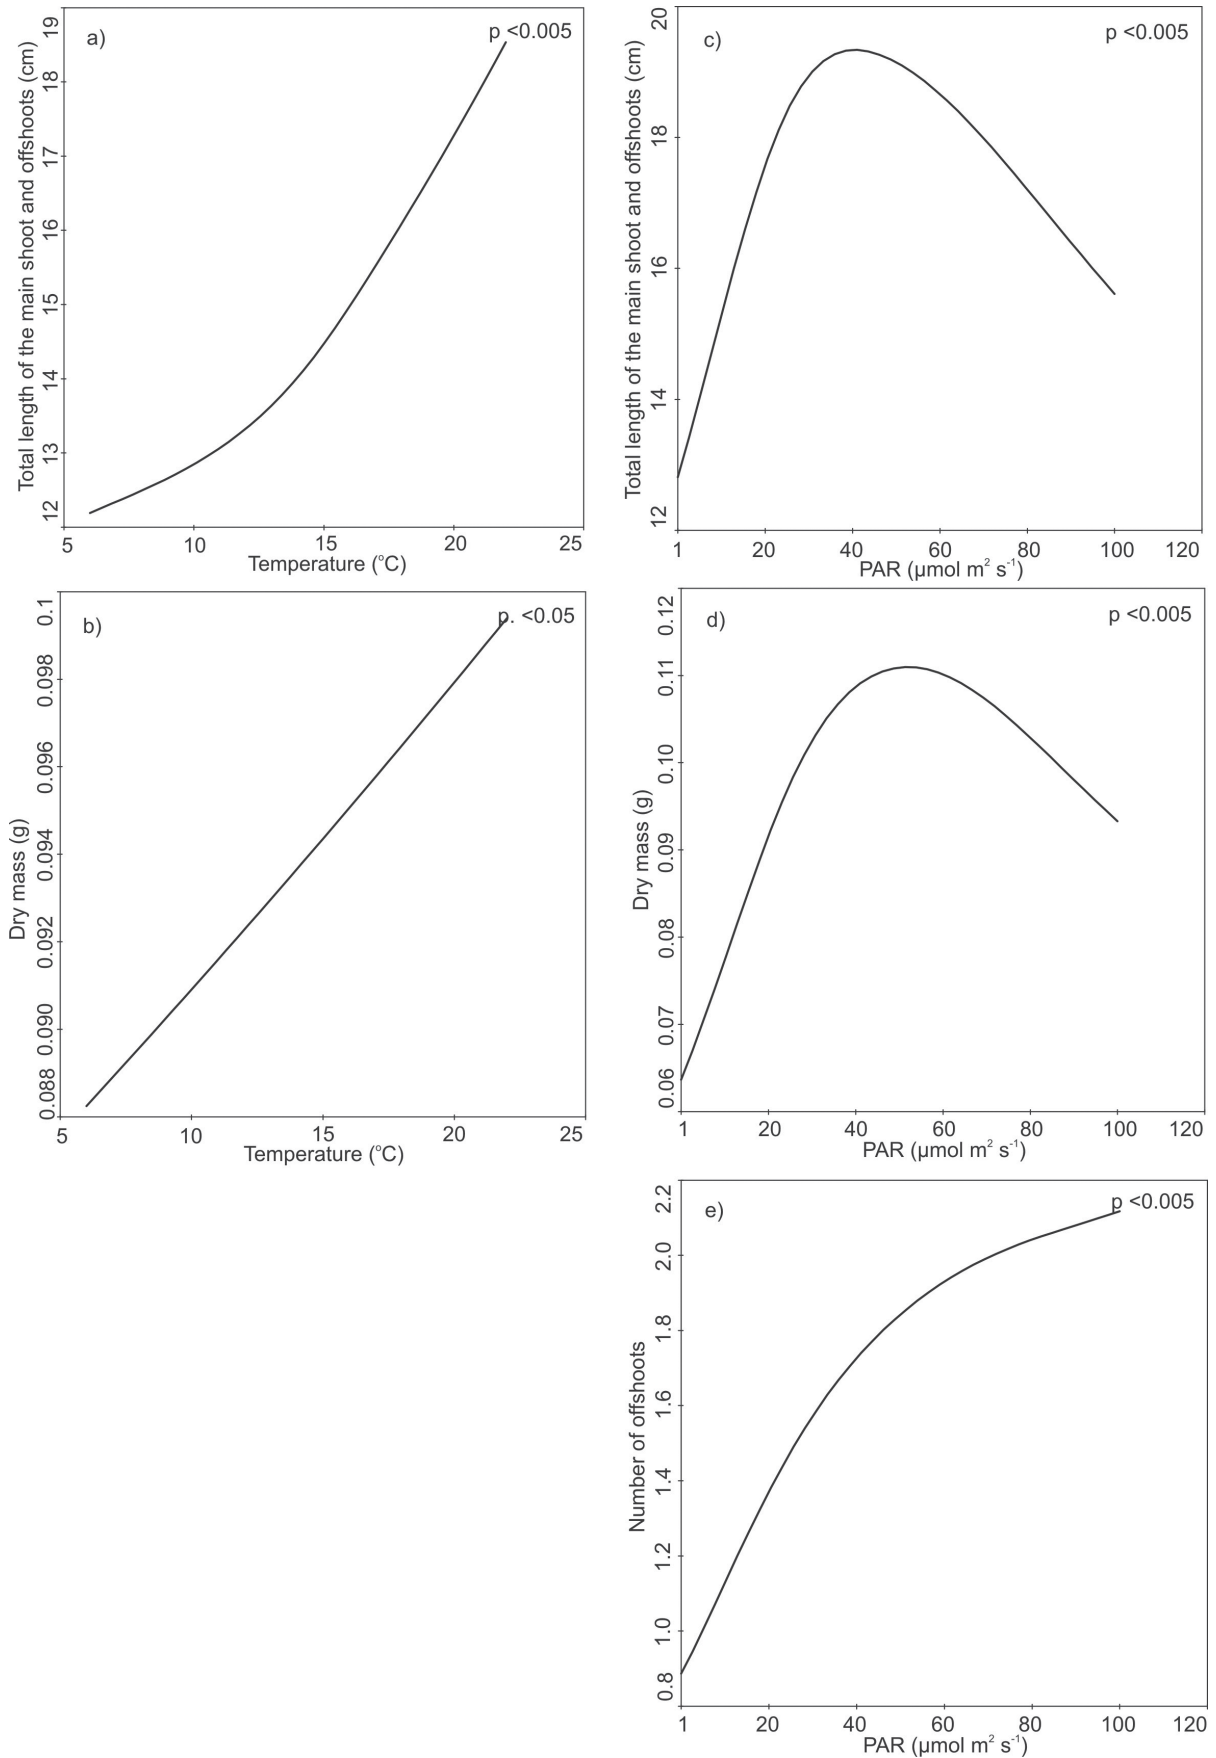 a)
p <0.005
Total length of the main shoot and offshoots (cm)
19
18
17
16
15
14
13
12
5 10 15 20 25
Temperature (°C)
c)
p <0.005
Total length of the main shoot and offshoots (cm)
20
18
16
14
12
1 20 40 60 80 100 120
PAR (µmol m² s⁻¹)
b)
p. <0.05
Dry mass (g)
0.1
0.098
0.096
0.094
0.092
0.090
0.088
5 10 15 20 25
Temperature (°C)
d)
p <0.005
Dry mass (g)
0.12
0.11
0.10
0.09
0.08
0.07
0.06
1 20 40 60 80 100 120
PAR (µmol m² s⁻¹)
e)
p <0.005
Number of offshoots
2.2
2.0
1.8
1.6
1.4
1.2
1.0
0.8
1 20 40 60 80 100 120
PAR (µmol m² s⁻¹)